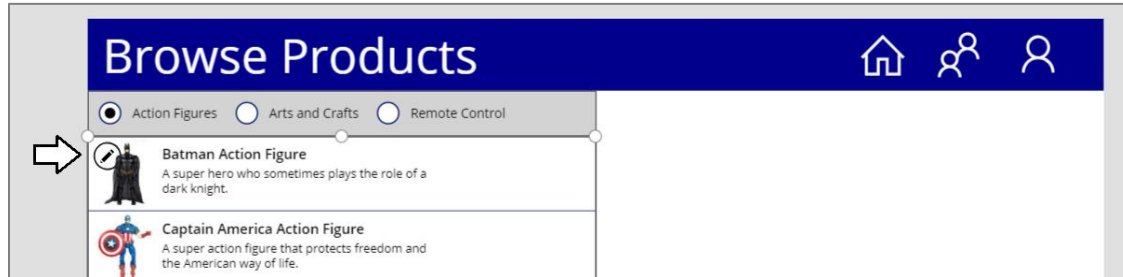 Browse Products
Action Figures Arts and Crafts Remote Control
Batman Action Figure
A super hero who sometimes plays the role of a
dark knight.
Captain America Action Figure
A super action figure that protects freedom and
the American way of life.